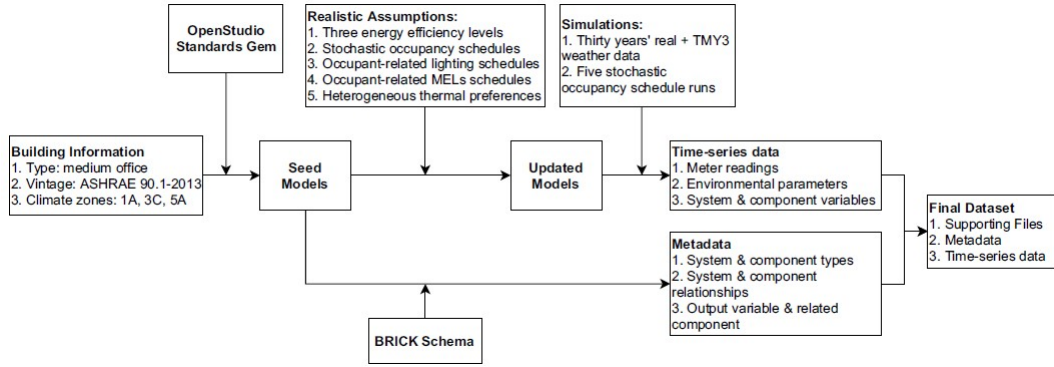 OpenStudio
Standards Gem
Realistic Assumptions:
1. Three energy efficiency levels
2. Stochastic occupancy schedules
3. Occupant-related lighting schedules
4. Occupant-related MELs schedules
5. Heterogeneous thermal preferences
Simulations:
1. Thirty years' real + TMY3
weather data
2. Five stochastic
occupancy schedule runs
Building Information
1. Type: medium office
2. Vintage: ASHRAE 90.1-2013
3. Climate zones: 1A, 3C, 5A
Seed
Models
Updated
Models
Time-series data
1. Meter readings
2. Environmental parameters
3. System & component variables
Metadata
1. System & component types
2. System & component
relationships
3. Output variable & related
component
Final Dataset
1. Supporting Files
2. Metadata
3. Time-series data
BRICK Schema